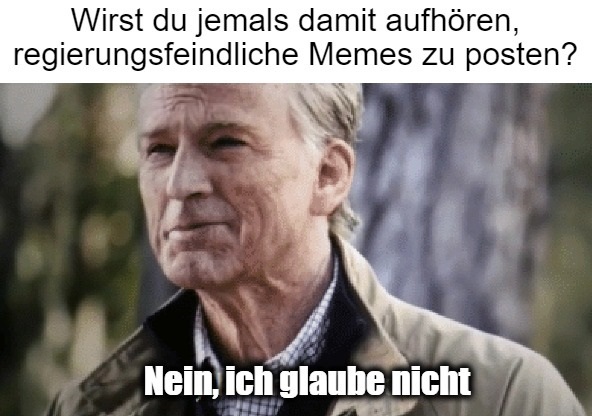 Wirst du jemals damit aufhören,
regierungsfeindliche Memes zu posten?
Nein, ich glaube nicht